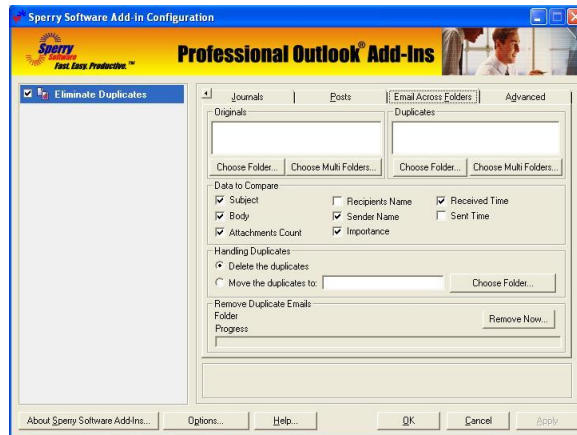 Sperry Software Add-in Configuration
Sperry
Software
Fast. Easy. Productive. ™
Professional Outlook® Add-Ins
Eliminate Duplicates
Journals Posts Email Across Folders Advanced
Originals Duplicates
Choose Folder... Choose Multi Folders... Choose Folder... Choose Multi Folders...
Data to Compare
Subject Recipients Name Received Time
Body Sender Name Sent Time
Attachments Count Importance
Handling Duplicates
Delete the duplicates
Move the duplicates to: Choose Folder...
Remove Duplicate Emails
Folder Remove Now...
Progress
About Sperry Software Add-Ins... Options... Help... OK Cancel Apply